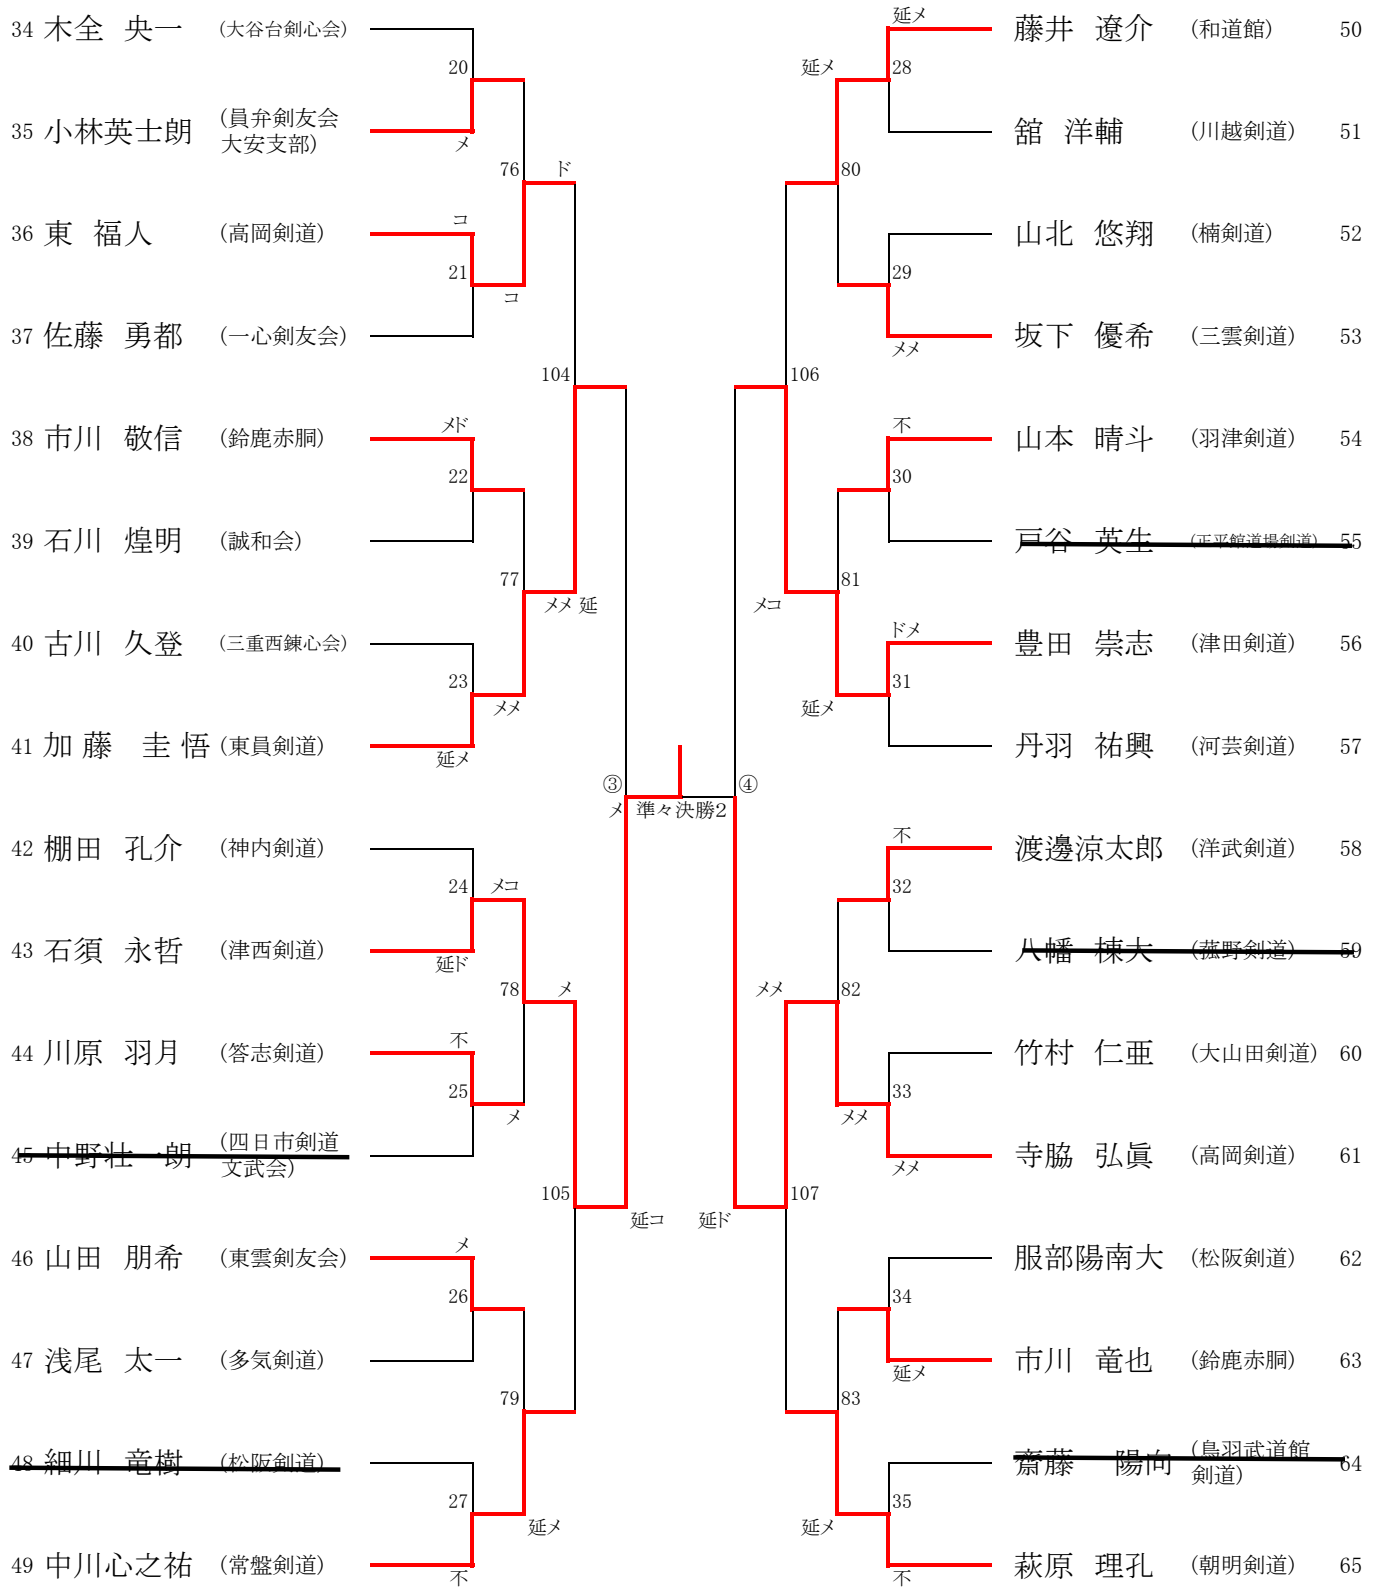 34 木全 央一 (大谷台剣心会)
20
35 小林英士朗 (員弁剣友会
大安支部)
メ
76
ド
36 東 福人 (高岡剣道)
コ
21
コ
37 佐藤 勇都 (一心剣友会)
104
38 市川 敬信 (鈴鹿赤胴)
メド
22
39 石川 煌明 (誠和会)
77
メメ 延
40 古川 久登 (三重西錬心会)
23
メメ
41 加藤 圭悟 (東員剣道)
延メ
③
メ 準々決勝2
42 棚田 孔介 (神内剣道)
24
メコ
43 石須 永哲 (津西剣道)
延ド
78
メ
44 川原 羽月 (答志剣道)
不
25
メ
45 中野壮一朗 (四日市剣道
文武会)
105
延コ
46 山田 朋希 (東雲剣友会)
メ
26
47 浅尾 太一 (多気剣道)
79
48 細川 竜樹 (松阪剣道)
27
延メ
49 中川心之祐 (常盤剣道)
不
延メ
藤井 遼介 (和道館) 50
延メ
28
舘 洋輔 (川越剣道) 51
80
山北 悠翔 (楠剣道) 52
29
坂下 優希 (三雲剣道) 53
メメ
106
不
山本 晴斗 (羽津剣道) 54
30
戸谷 英生 (正平館道場剣道) 55
81
メコ
ドメ
豊田 崇志 (津田剣道) 56
31
延メ
丹羽 祐興 (河芸剣道) 57
④
不
渡邊涼太郎 (洋武剣道) 58
32
八幡 棟大 (菰野剣道) 59
メメ
82
竹村 仁亜 (大山田剣道) 60
33
メメ
寺脇 弘眞 (高岡剣道) 61
メメ
107
延ド
服部陽南大 (松阪剣道) 62
34
市川 竜也 (鈴鹿赤胴) 63
延メ
83
齋藤 陽向 (鳥羽武道館
剣道) 64
35
延メ
萩原 理孔 (朝明剣道) 65
不